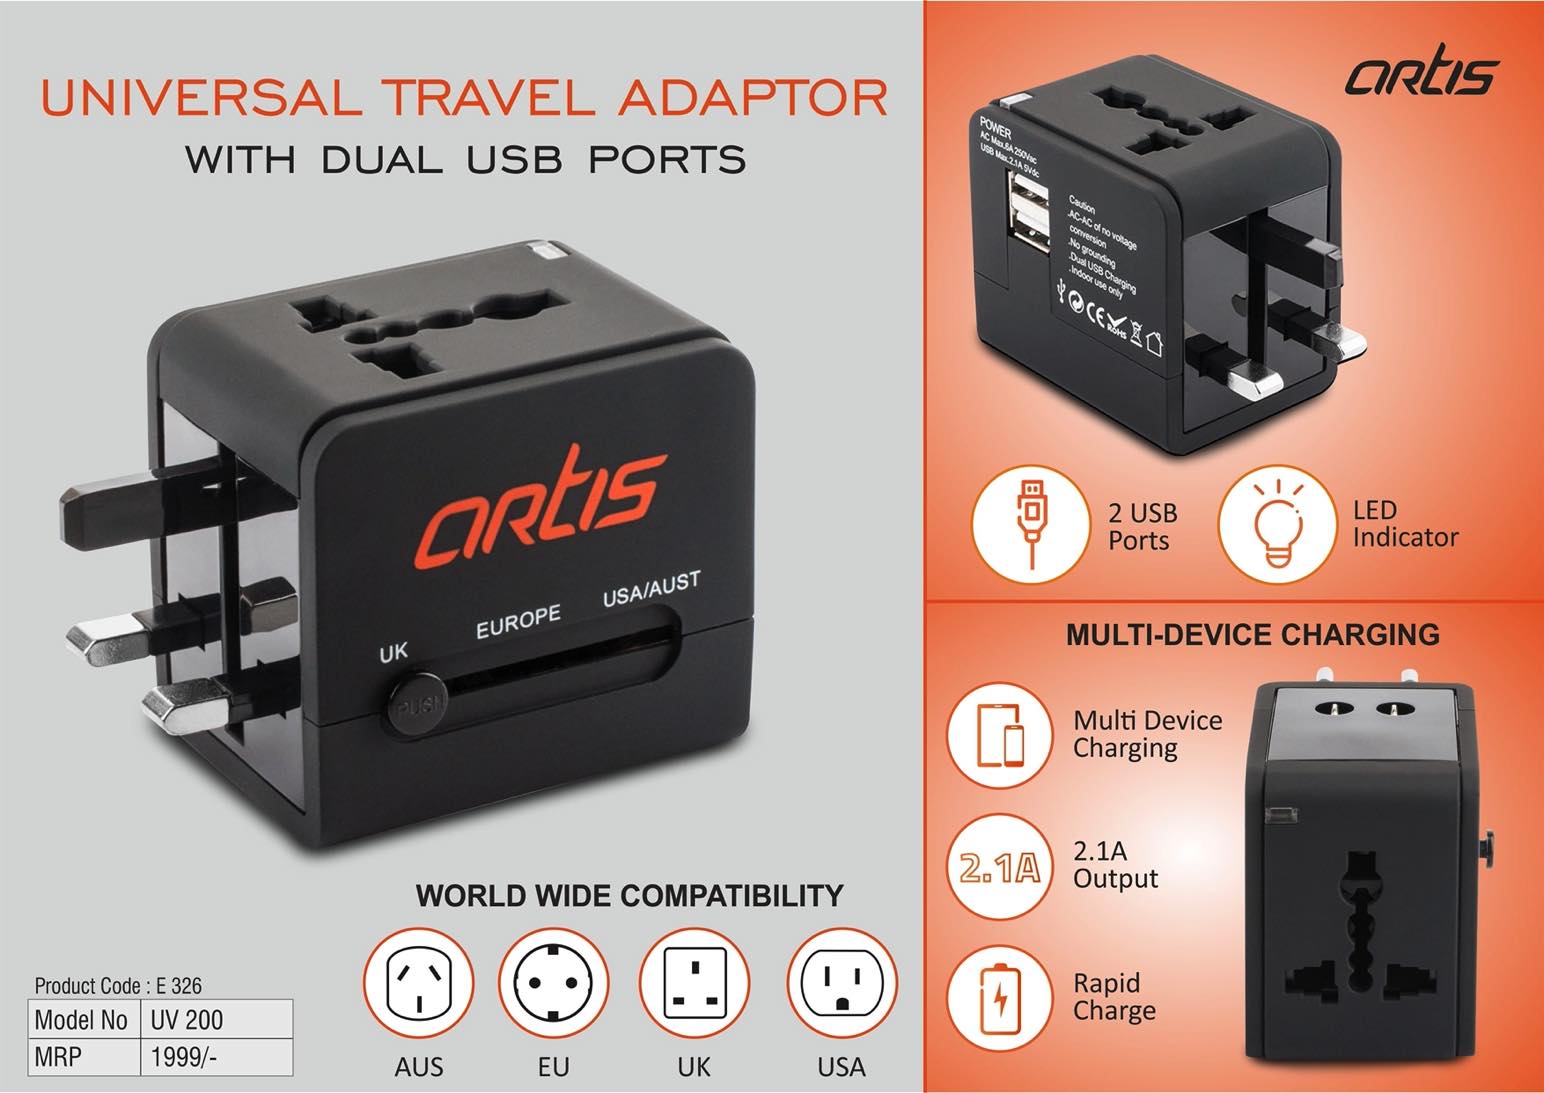 UNIVERSAL TRAVEL ADAPTOR
WITH DUAL USB PORTS
artis
UK
EUROPE
USA/AUST
PUSH
WORLD WIDE COMPATIBILITY
AUS
EU
UK
USA
Product Code : E 326
Model No UV 200
MRP 1999/-
artis
POWER
AC Max.6A 250Vac
USB Max.2.1A 5Vdc
Caution
.AC-AC of no voltage
conversion
.No grounding
.Dual USB Charging
.Indoor use only
CE
RoHS
2 USB
Ports
LED
Indicator
MULTI-DEVICE CHARGING
Multi Device
Charging
2.1A
2.1A
Output
Rapid
Charge